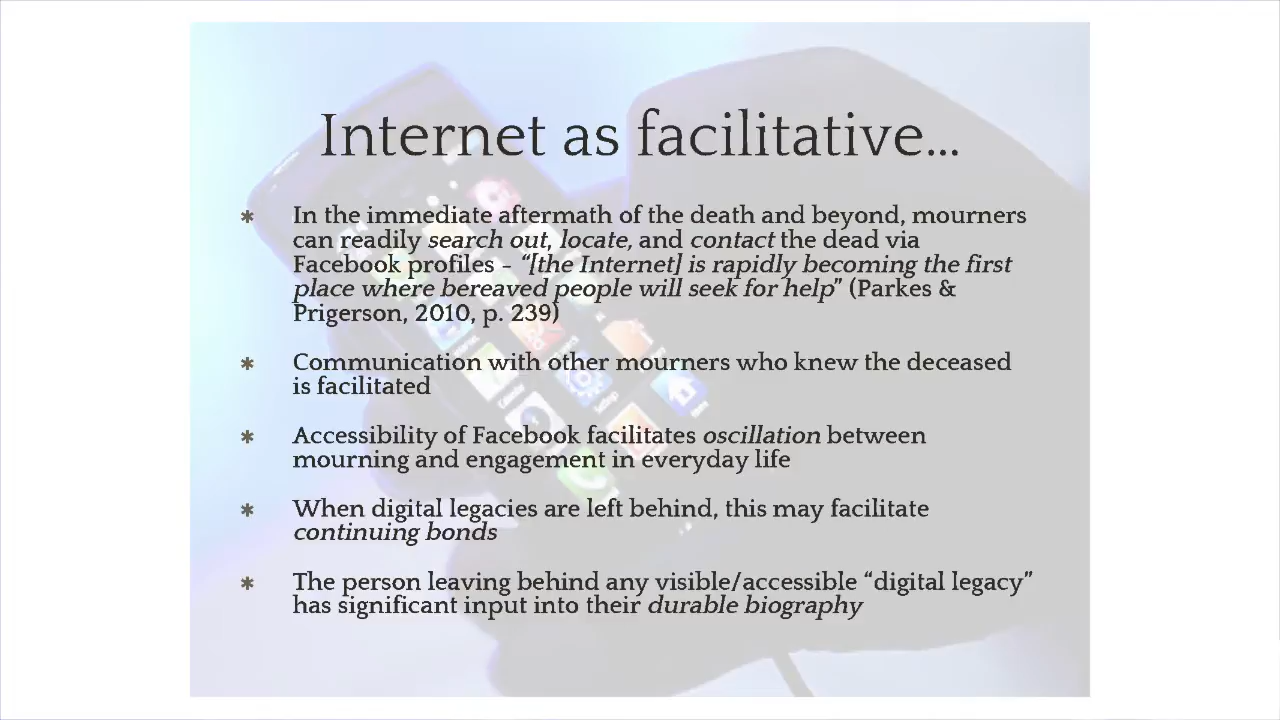 Internet as facilitative...
* In the immediate aftermath of the death and beyond, mourners
can readily search out, locate, and contact the dead via
Facebook profiles - “[the Internet] is rapidly becoming the first
place where bereaved people will seek for help” (Parkes &
Prigerson, 2010, p. 239)
* Communication with other mourners who knew the deceased
is facilitated
* Accessibility of Facebook facilitates oscillation between
mourning and engagement in everyday life
* When digital legacies are left behind, this may facilitate
continuing bonds
* The person leaving behind any visible/accessible “digital legacy”
has significant input into their durable biography
Calendar
Settings